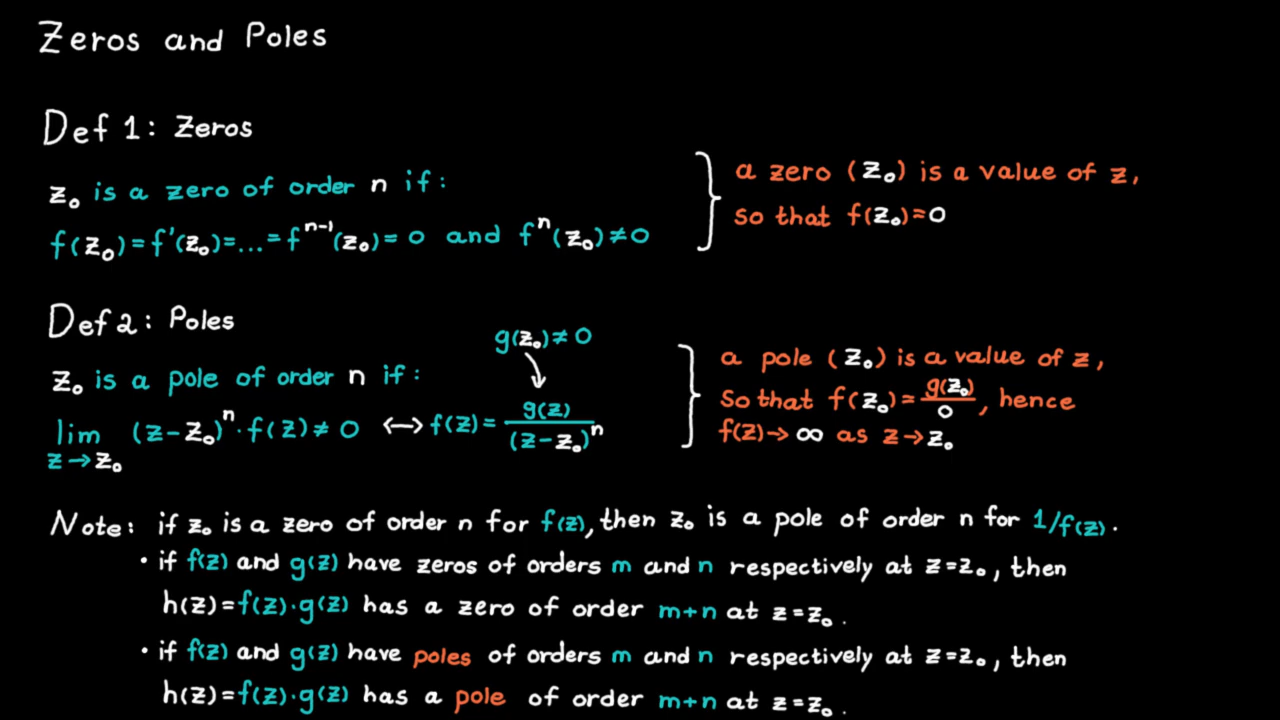 Zeros and Poles
Def 1: Zeros
z₀ is a zero of order n if:
f(z₀)=f'(z₀)=...=fⁿ⁻¹(z₀)=0 and fⁿ(z₀)≠0
a zero (z₀) is a value of z,
so that f(z₀)=0
Def 2: Poles
g(z₀)≠0
z₀ is a pole of order n if:
lim z→z₀ (z-z₀)ⁿ·f(z)≠0 ↔ f(z)=g(z)/(z-z₀)ⁿ
a pole (z₀) is a value of z,
So that f(z₀)=g(z₀)/0, hence
f(z)→∞ as z→z₀
Note: if z₀ is a zero of order n for f(z), then z₀ is a pole of order n for 1/f(z).
· if f(z) and g(z) have zeros of orders m and n respectively at z=z₀, then
h(z)=f(z)·g(z) has a zero of order m+n at z=z₀.
· if f(z) and g(z) have poles of orders m and n respectively at z=z₀, then
h(z)=f(z)·g(z) has a pole of order m+n at z=z₀.